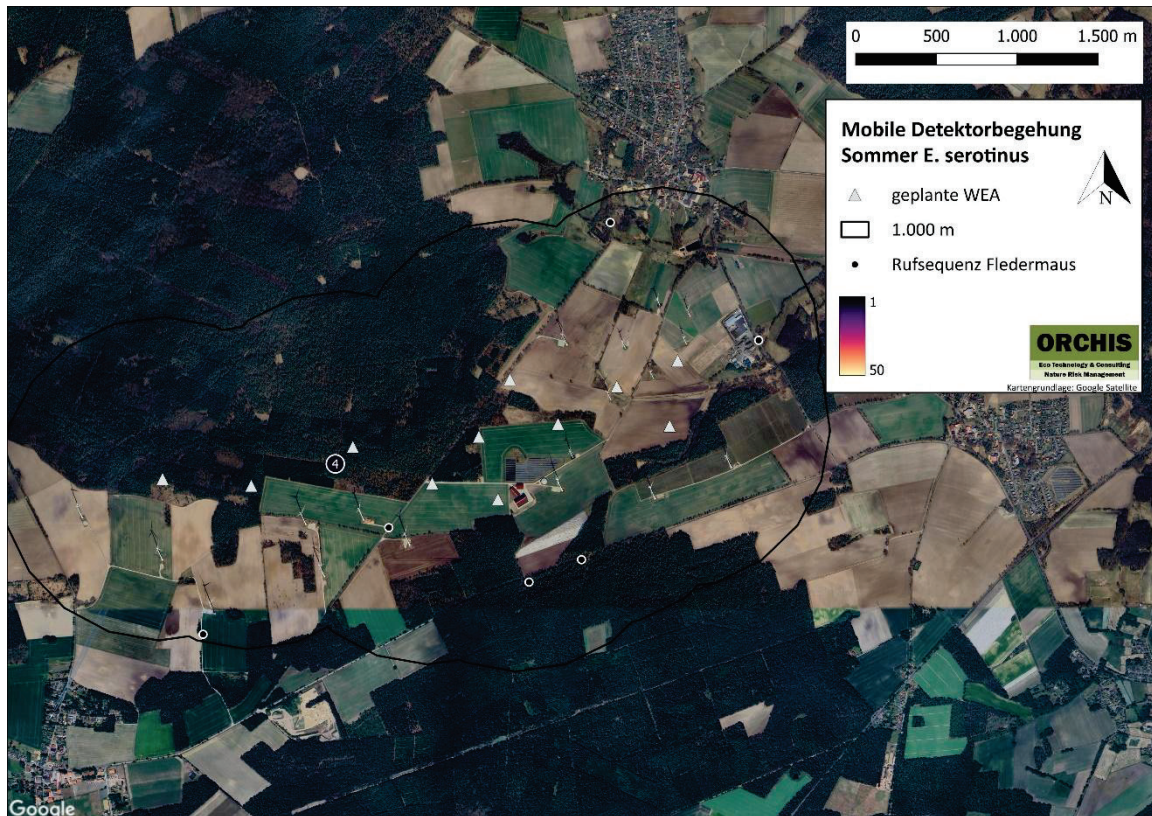 0 500 1.000 1.500 m
Mobile Detektorbegehung
Sommer E. serotinus
geplante WEA
N
1.000 m
Rufsequenz Fledermaus
1
50
ORCHIS
Eco Technology & Consulting
Nature Risk Management
Kartengrundlage: Google Satellite
4
Google